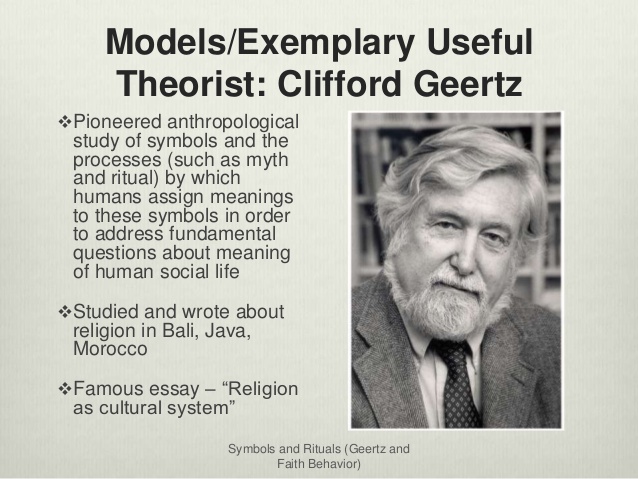 Models/Exemplary Useful
Theorist: Clifford Geertz
❖Pioneered anthropological
study of symbols and the
processes (such as myth
and ritual) by which
humans assign meanings
to these symbols in order
to address fundamental
questions about meaning
of human social life
❖Studied and wrote about
religion in Bali, Java,
Morocco
❖Famous essay – “Religion
as cultural system”
Symbols and Rituals (Geertz and
Faith Behavior)